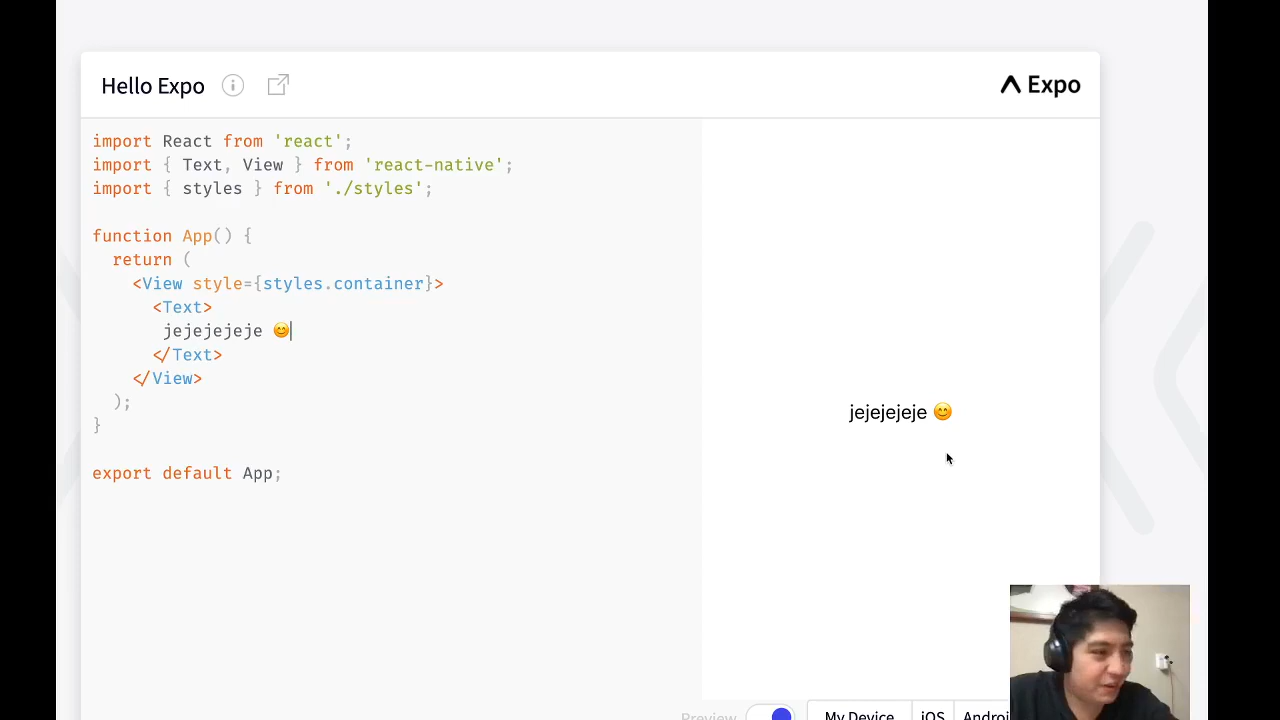 Hello Expo
Expo
import React from 'react';
import { Text, View } from 'react-native';
import { styles } from './styles';
function App() {
return (
<View style={styles.container}>
<Text>
jejejejeje 😊
</Text>
</View>
);
}
export default App;
jejejejeje 😊
Preview
My Device
iOS